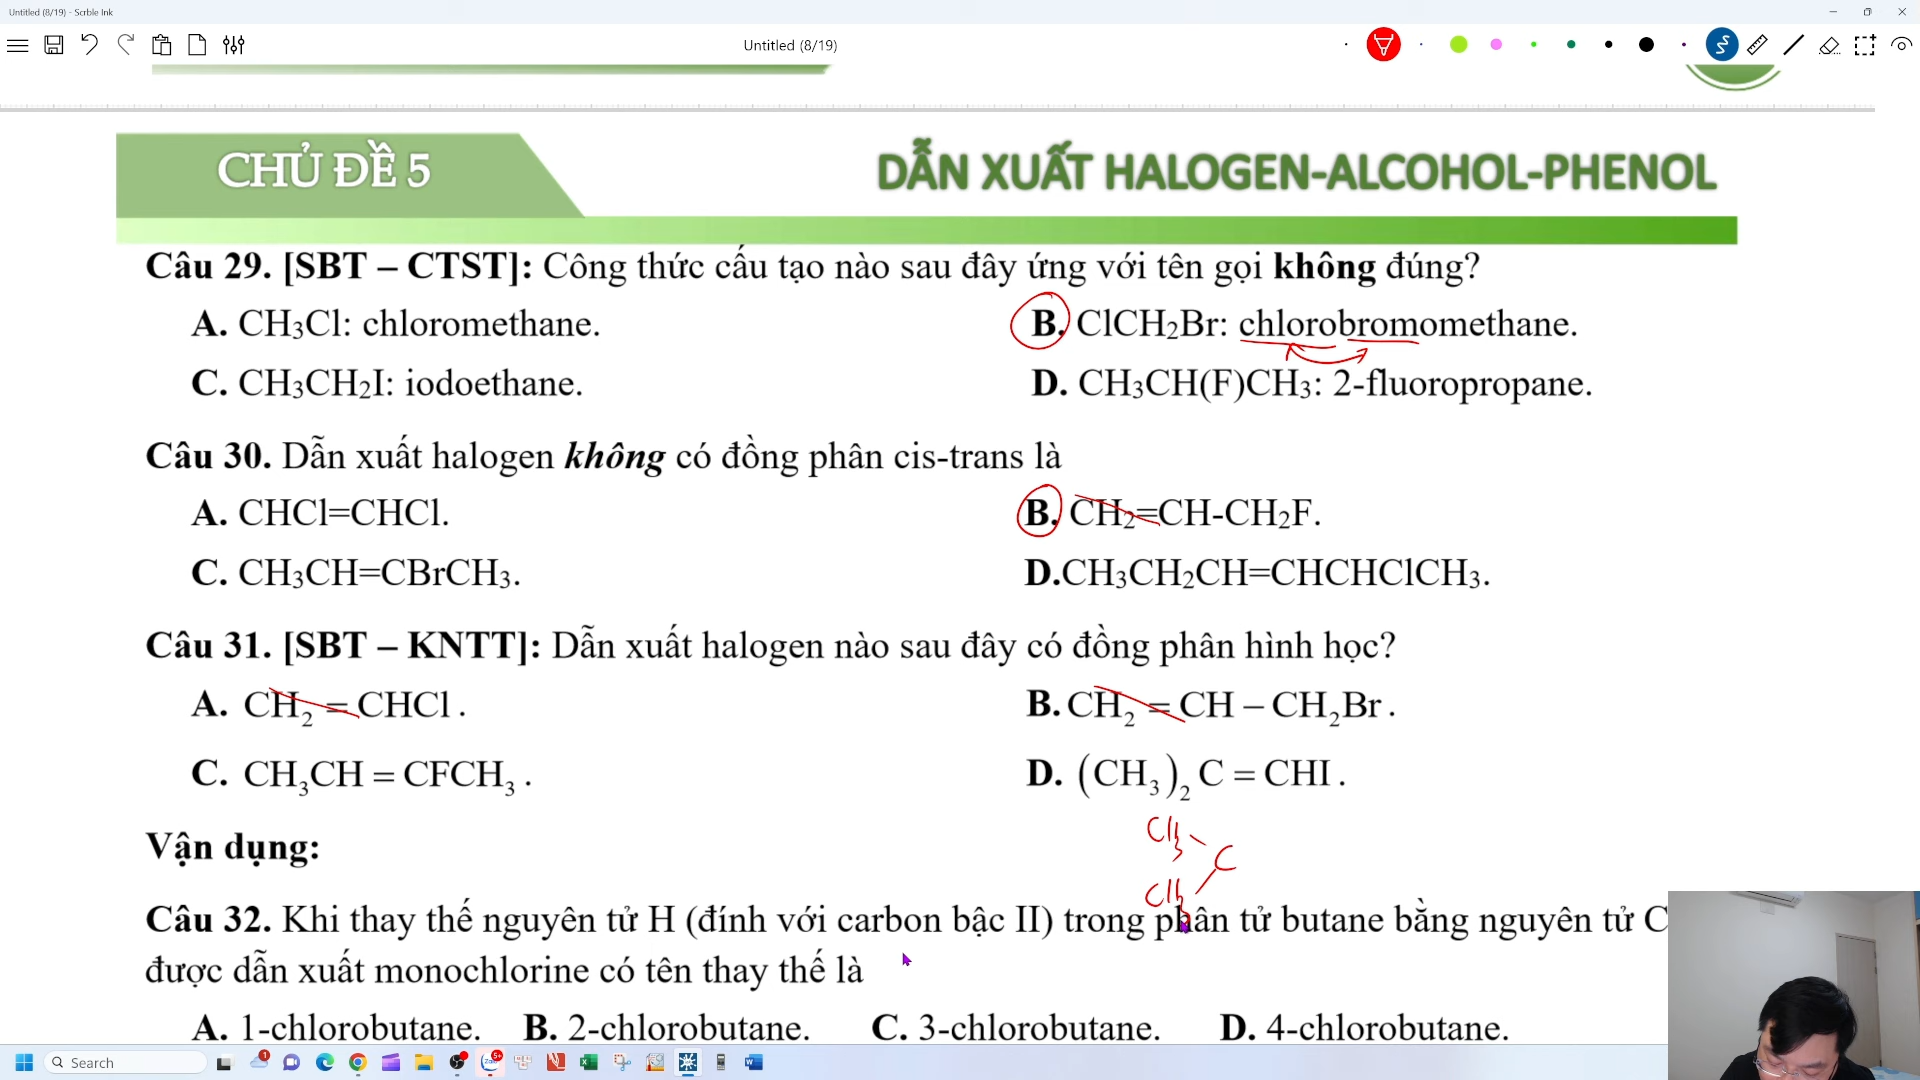 Untitled (8/19) - Scrble Ink
Untitled (8/19)
CHỦ ĐỀ 5
DẪN XUẤT HALOGEN-ALCOHOL-PHENOL
Câu 29. [SBT – CTST]: Công thức cấu tạo nào sau đây ứng với tên gọi không đúng?
A. CH3Cl: chloromethane.
B. ClCH2Br: chlorobromomethane.
C. CH3CH2I: iodoethane.
D. CH3CH(F)CH3: 2-fluoropropane.
Câu 30. Dẫn xuất halogen không có đồng phân cis-trans là
A. CHCl=CHCl.
B. CH2=CH-CH2F.
C. CH3CH=CBrCH3.
D.CH3CH2CH=CHCHClCH3.
Câu 31. [SBT – KNTT]: Dẫn xuất halogen nào sau đây có đồng phân hình học?
A. CH2 = CHCl.
B. CH2 = CH – CH2Br.
C. CH3CH = CFCH3.
D. (CH3)2 C = CHI.
CH3
C
CH3
Vận dụng:
Câu 32. Khi thay thế nguyên tử H (đính với carbon bậc II) trong phân tử butane bằng nguyên tử C
được dẫn xuất monochlorine có tên thay thế là
A. 1-chlorobutane. B. 2-chlorobutane. C. 3-chlorobutane. D. 4-chlorobutane.
Search